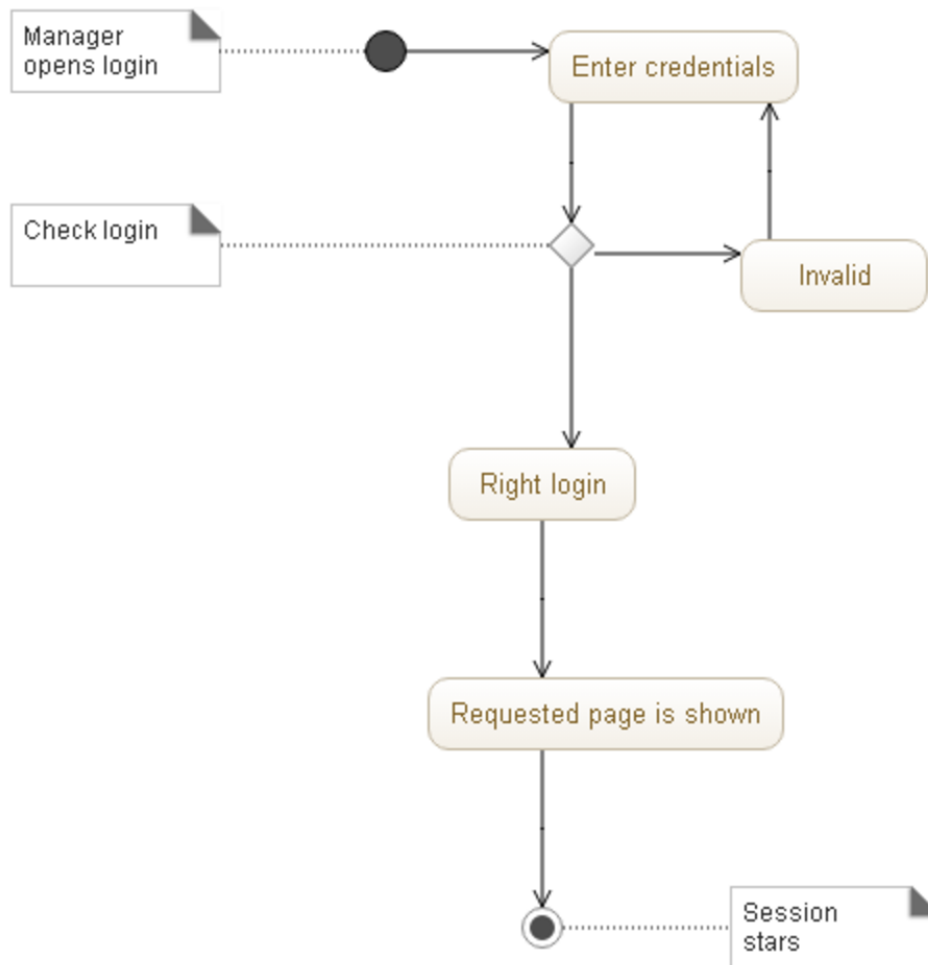 Manager
opens login
Enter credentials
Check login
Invalid
Right login
Requested page is shown
Session
stars